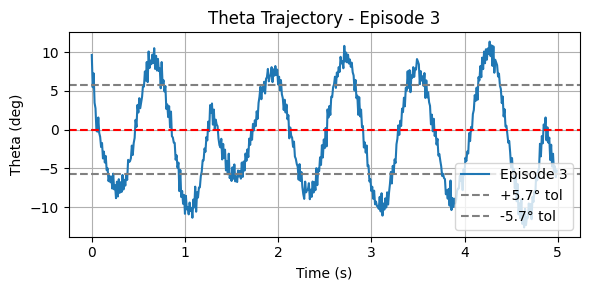 Theta Trajectory - Episode 3
Theta (deg)
10
5
0
−5
−10
Episode 3
+5.7° tol
-5.7° tol
0
1
2
3
4
5
Time (s)